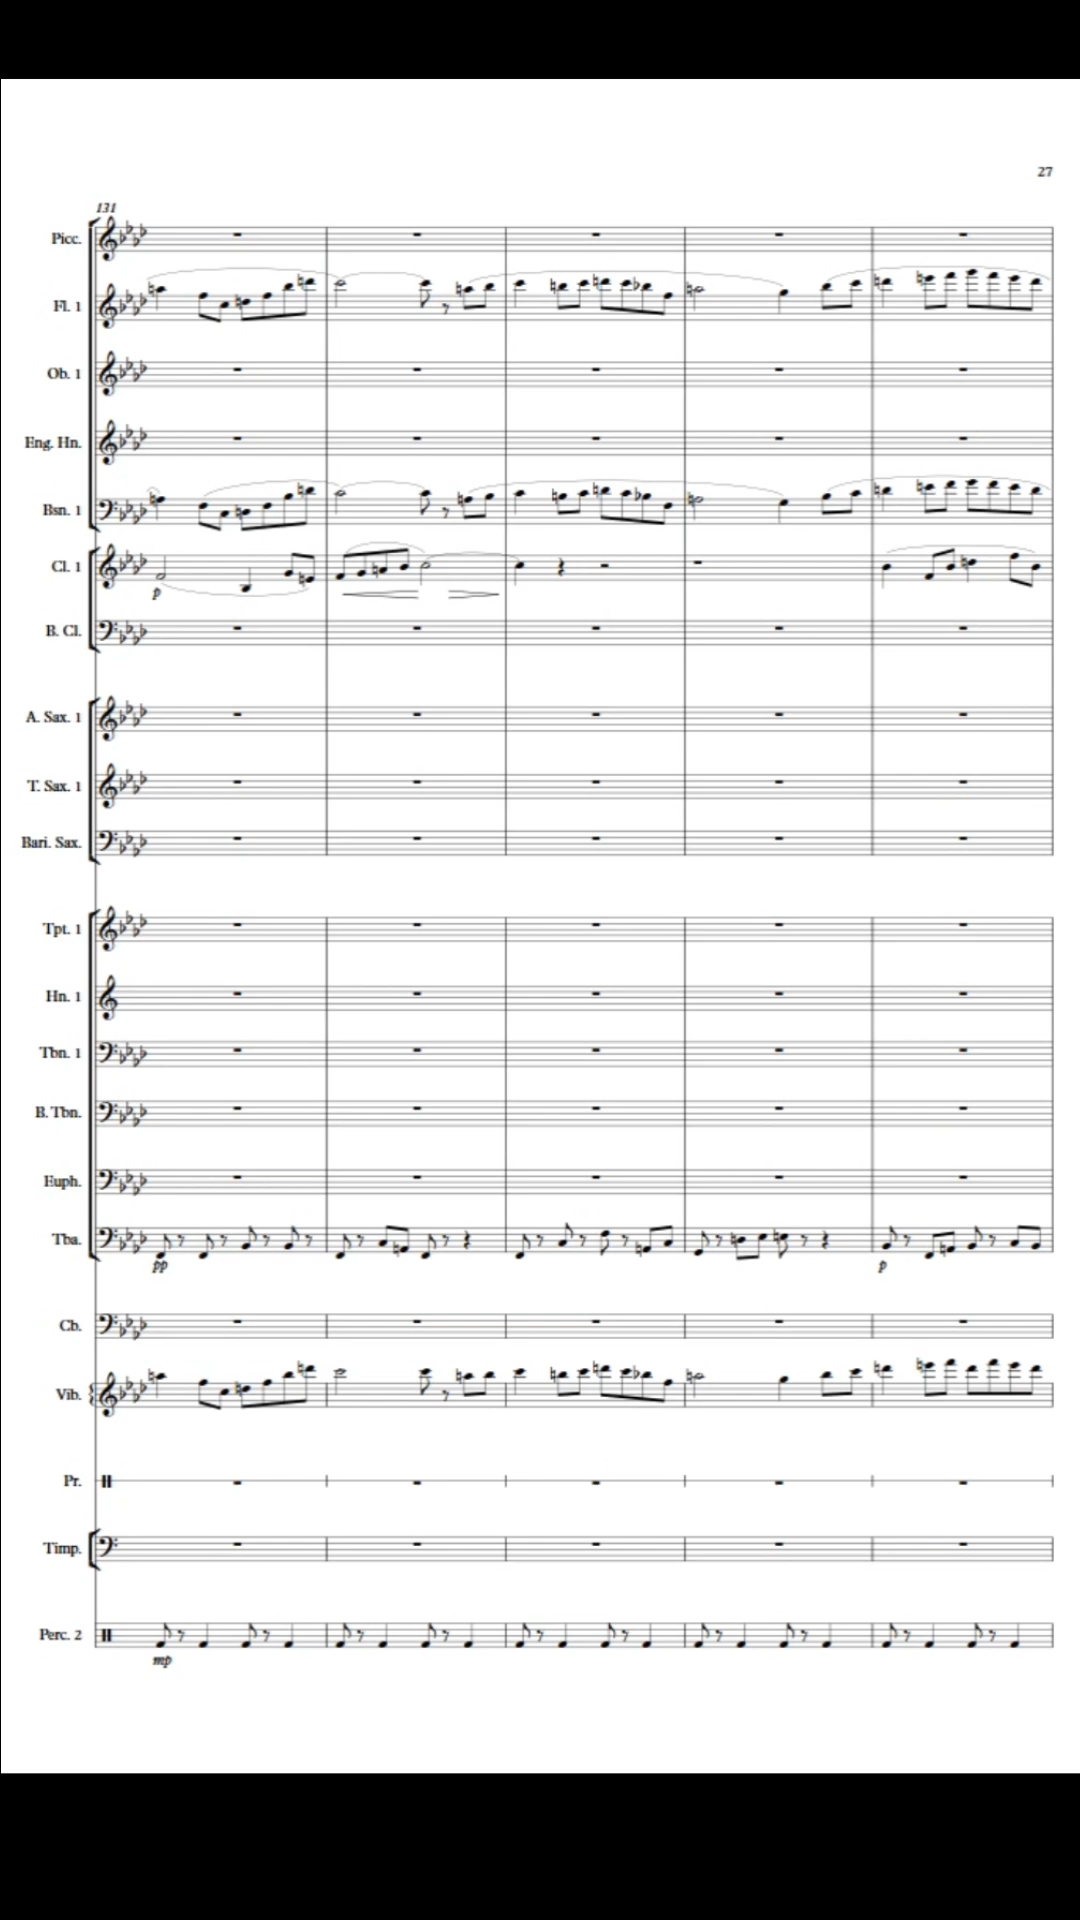 27
131
Picc.
Fl. 1
Ob. 1
Eng. Hn.
Bsn. 1
Cl. 1
p
B. Cl.
A. Sax. 1
T. Sax. 1
Bari. Sax.
Tpt. 1
Hn. 1
Tbn. 1
B. Tbn.
Euph.
Tba.
pp
p
Cb.
Vib.
Pr.
Timp.
Perc. 2
mp